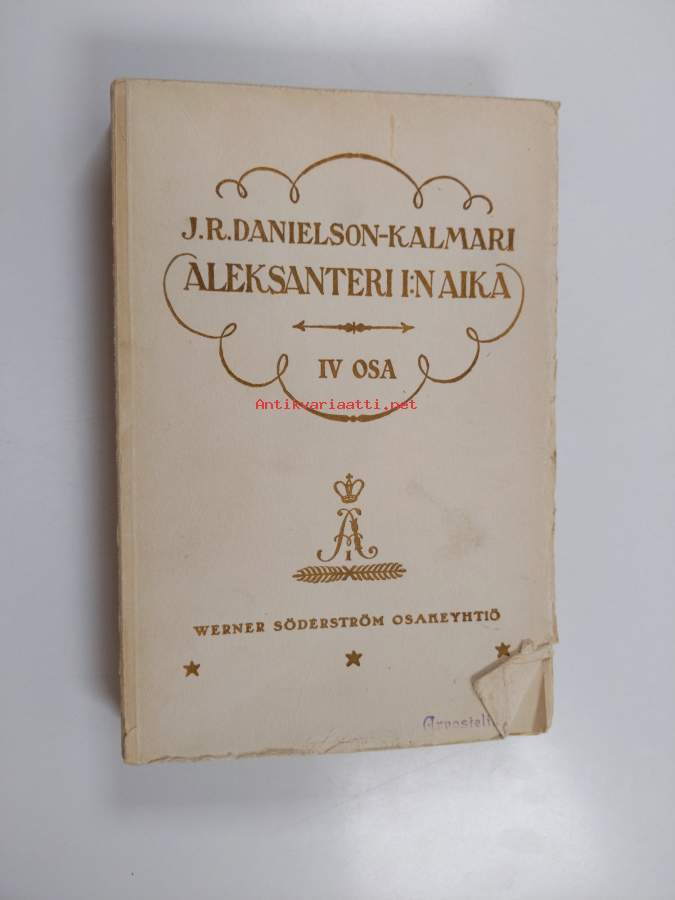 J.R.DANIELSON-KALMARI
ALEKSANTERI I:N AIKA
IV OSA
Antikvariaatti.net
A I
WERNER SÖDERSTRÖM OSAKEYHTIÖ